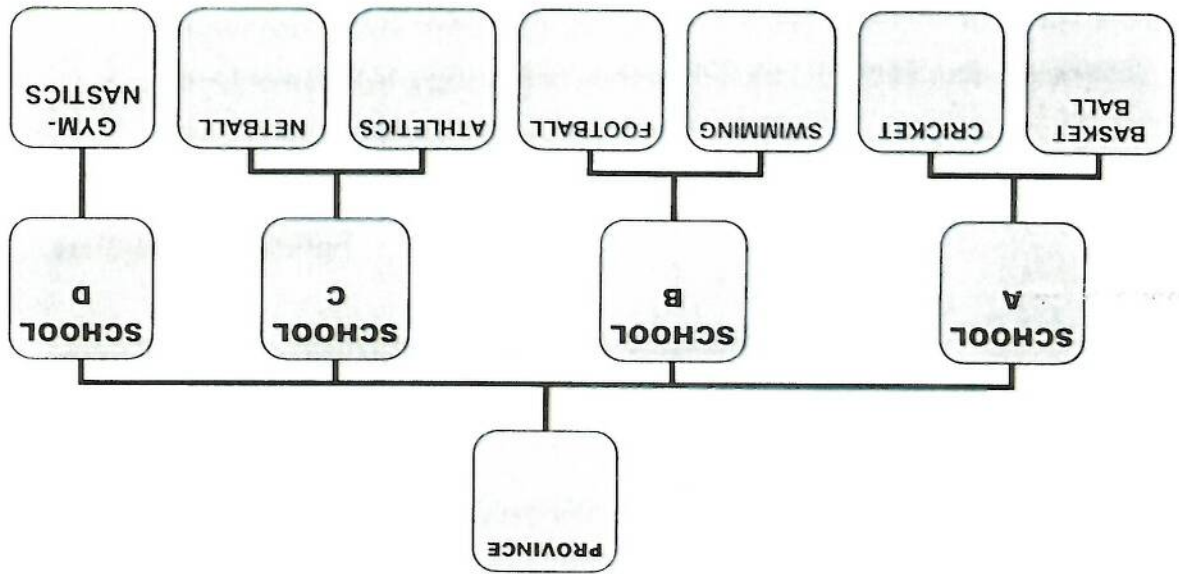 PROVINCE
SCHOOL
A
SCHOOL
B
SCHOOL
C
SCHOOL
D
BASKET
BALL
CRICKET
SWIMMING
FOOTBALL
ATHLETICS
NETBALL
GYM-
NASTICS